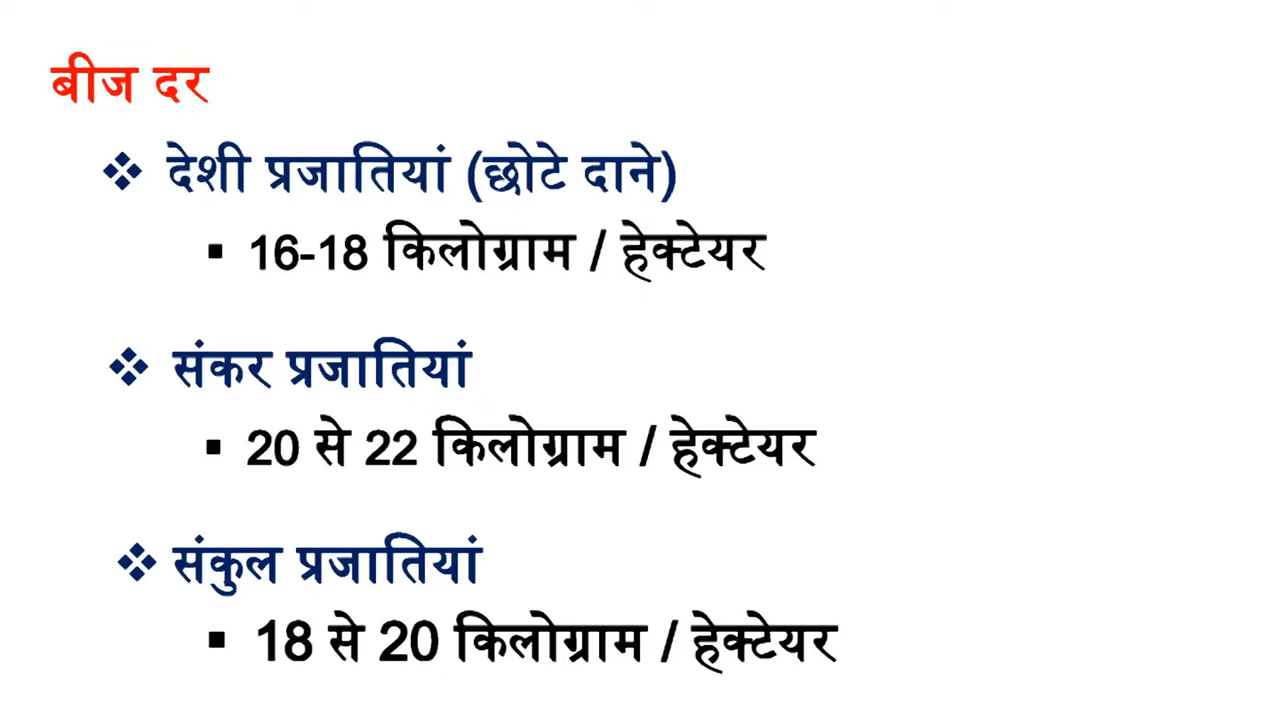 बीज दर
❖ देशी प्रजातियां (छोटे दाने)
▪ 16-18 किलोग्राम / हेक्टेयर
❖ संकर प्रजातियां
▪ 20 से 22 किलोग्राम / हेक्टेयर
❖ संकुल प्रजातियां
▪ 18 से 20 किलोग्राम / हेक्टेयर